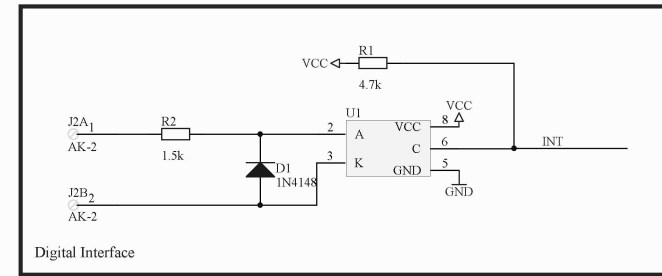 R1
VCC
4.7k
U1
VCC
J2A 1
R2
2
A
VCC
8
AK-2
1.5k
C
6
INT
3
K
GND
5
D1
1N4148
GND
J2B 2
AK-2
Digital Interface